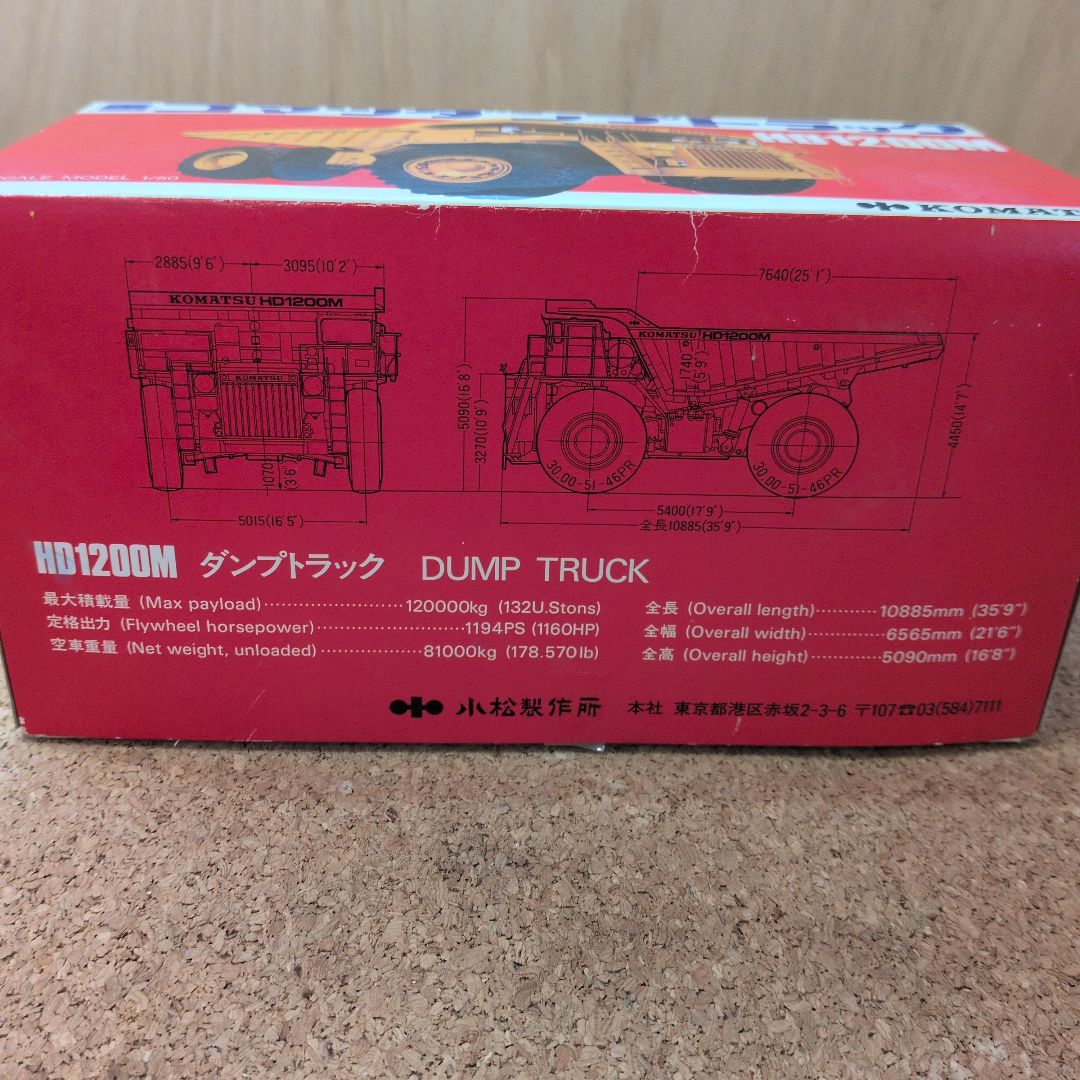 HD1200M
SCALE MODEL 1/50
KOMATSU
2885(9'6") 3095(10'2")
7640(25'1")
KOMATSU HD1200M
KOMATSU HD1200M
KOMATSU
5090(16'8")
3270(10'9")
4450(14'7")
1070
(3'6")
30.00-51-46PR
30.00-51-46PR
5015(16'5")
5400(17'9")
全長10885(35'9")
HD1200M ダンプトラック DUMP TRUCK
最大積載量 (Max payload)························120000kg (132U.Stons)
定格出力 (Flywheel horsepower)·························1194PS (1160HP)
空車重量 (Net weight, unloaded)·················81000kg (178.570lb)
全長 (Overall length)···········10885mm (35'9")
全幅 (Overall width)·············6565mm (21'6")
全高 (Overall height)············5090mm (16'8")
小松製作所 本社 東京都港区赤坂2-3-6 〒107☎03(584)7111